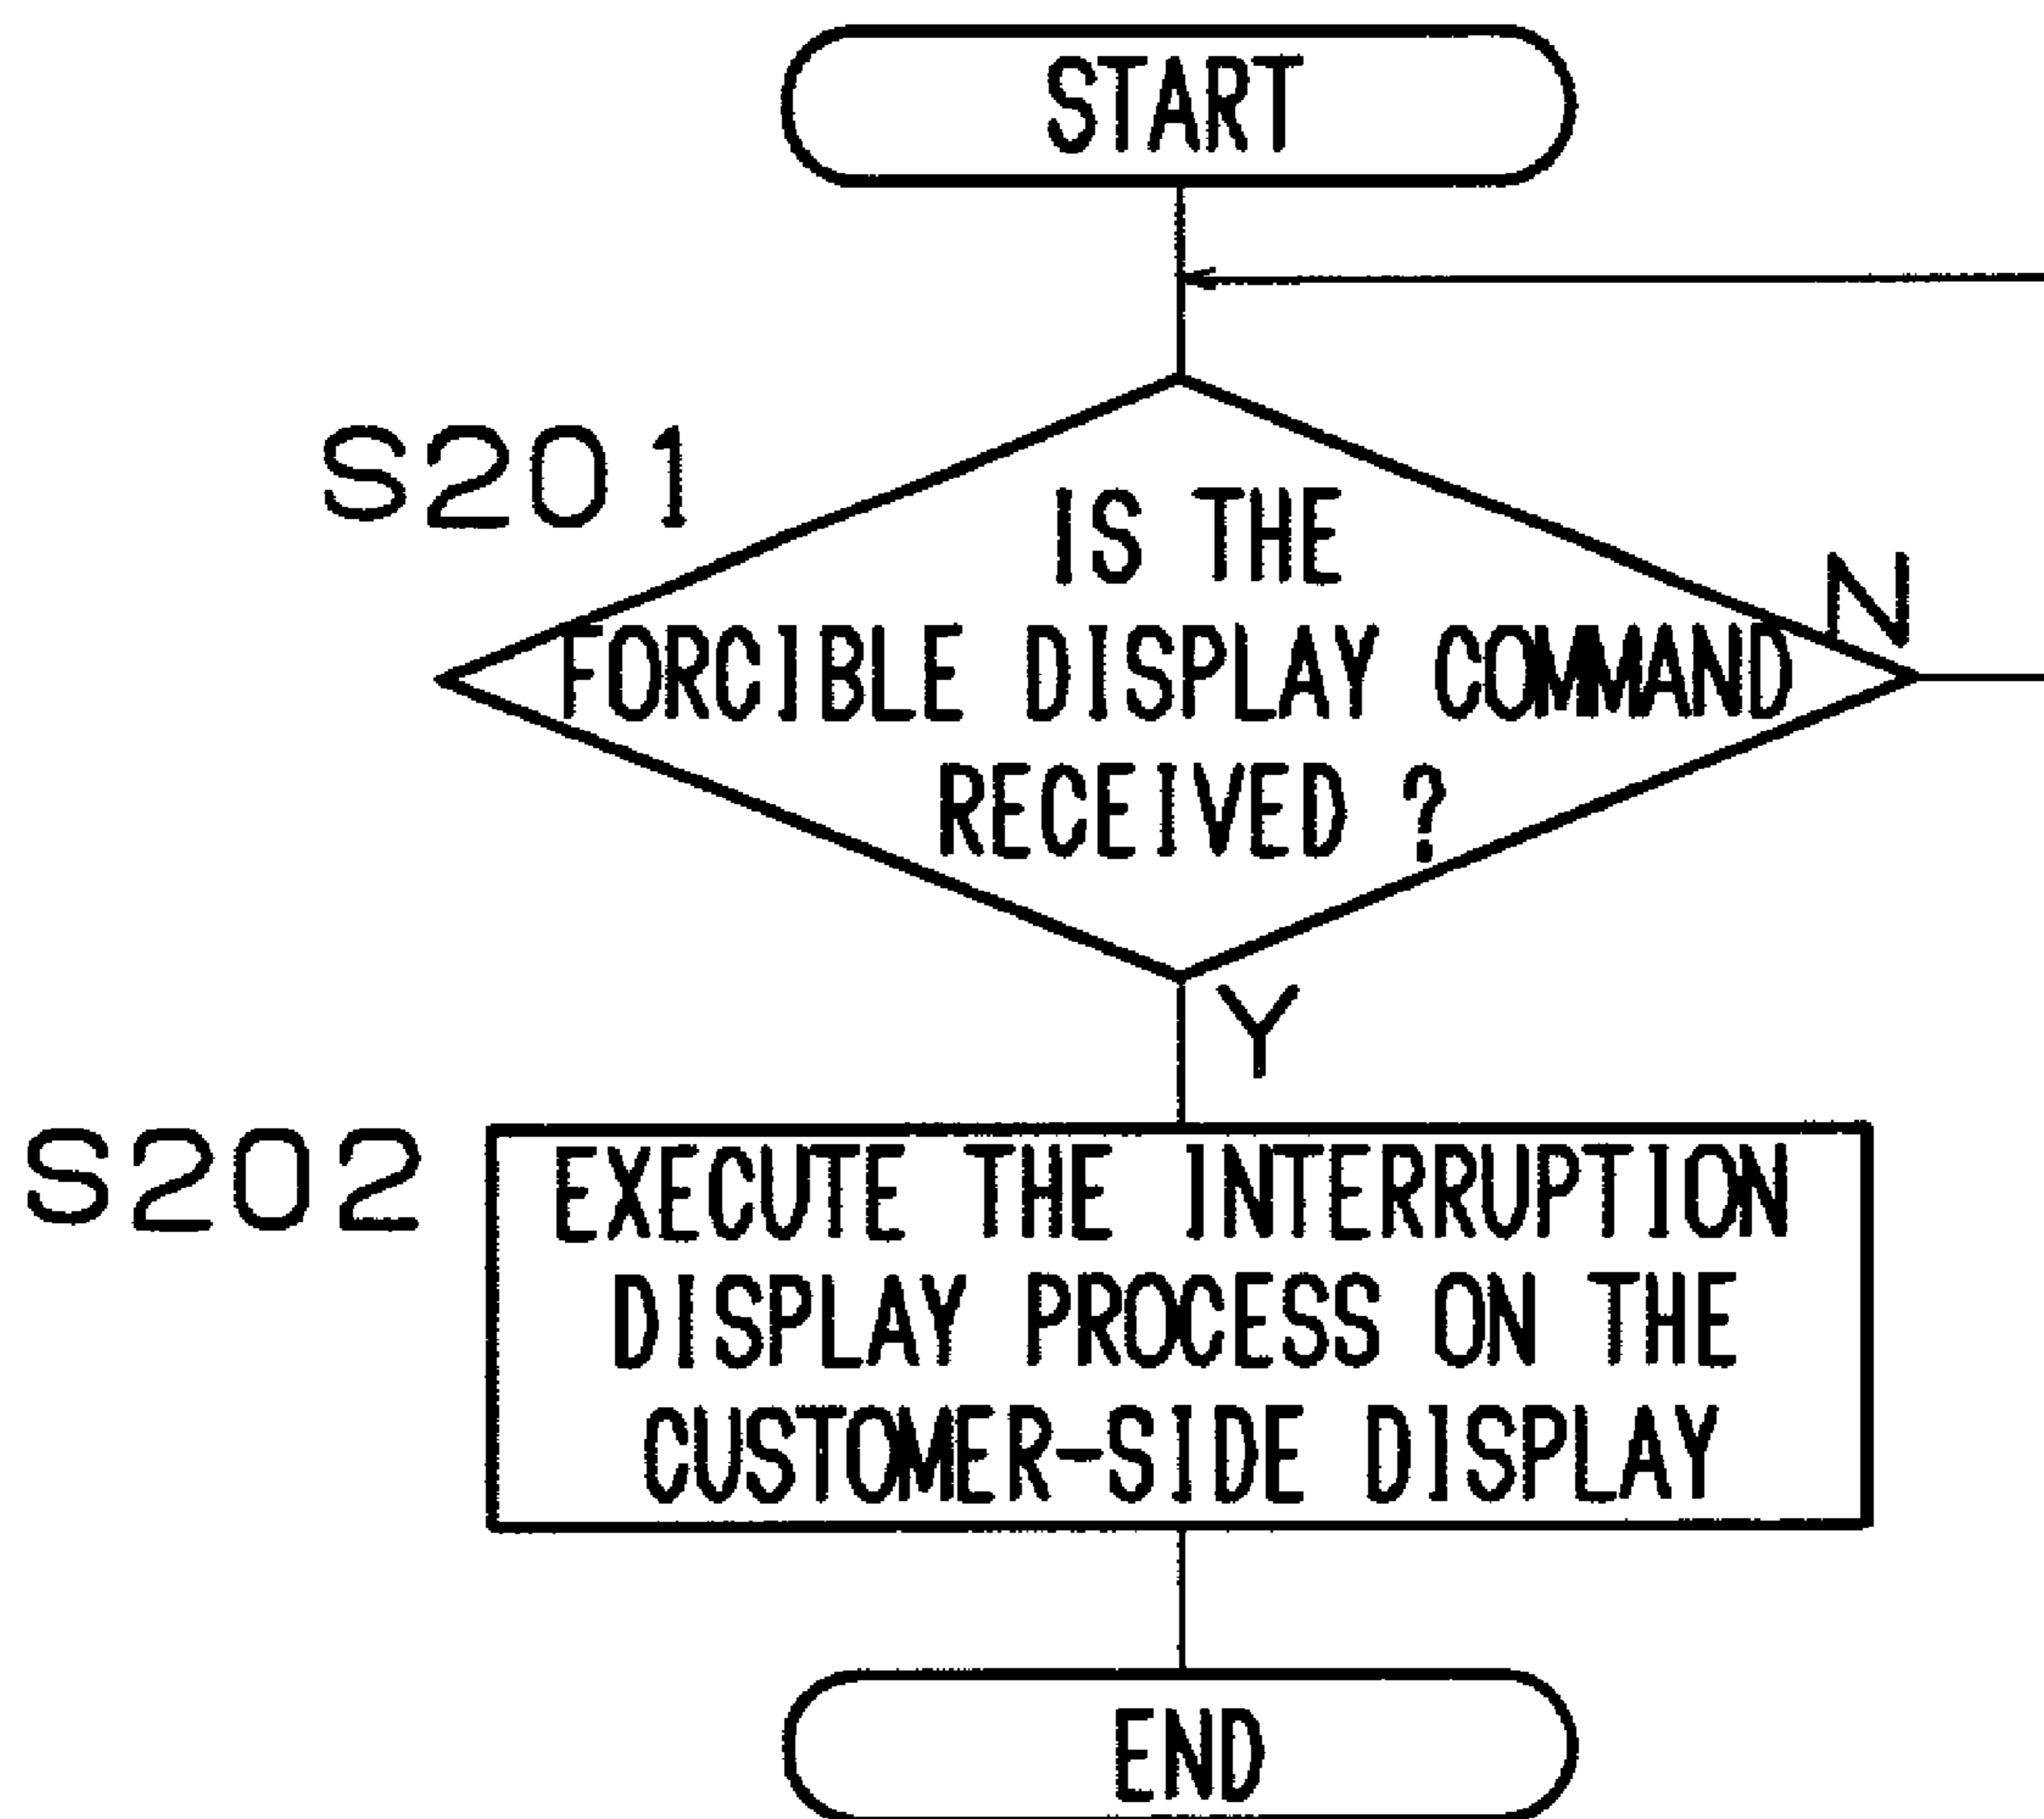 START
S201
IS THE
N
FORCIBLE DISPLAY COMMAND
RECEIVED ?
Y
S202
EXECUTE THE INTERRUPTION
DISPLAY PROCESS ON THE
CUSTOMER-SIDE DISPLAY
END